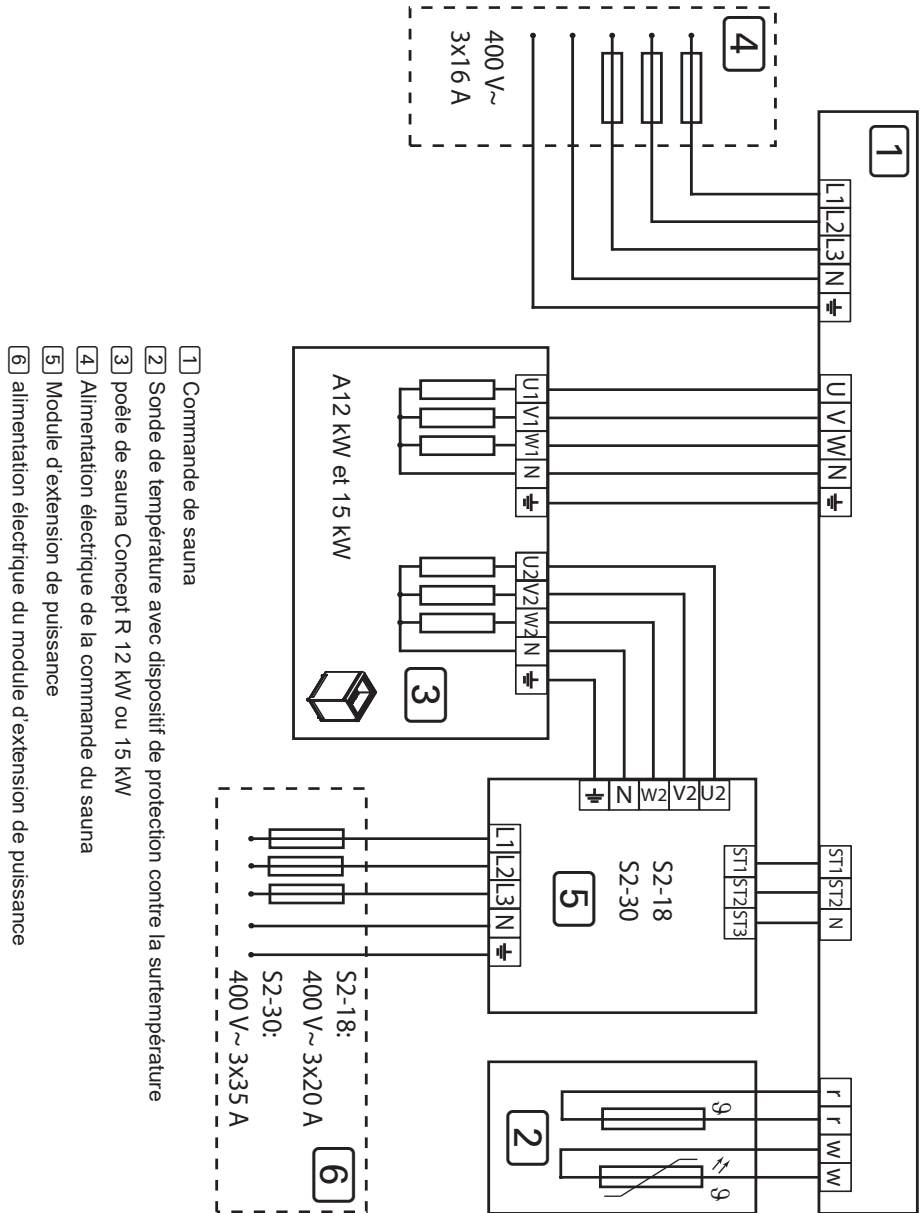 1
L1 L2 L3 N
U V W N
ST1 ST2 N
r r w w
4
400 V~
3x16 A
U1 V1 W1 N
U2 V2 W2 N
A12 kW et 15 kW
3
N W2 V2 U2
ST1 ST2 ST3
S2-18
S2-30
5
L1 L2 L3 N
S2-18:
400 V~ 3x20 A
S2-30:
400 V~ 3x35 A
6
ϑ
ϑ
2
1 Commande de sauna
2 Sonde de température avec dispositif de protection contre la surtempérature
3 poêle de sauna Concept R 12 kW ou 15 kW
4 Alimentation électrique de la commande du sauna
5 Module d'extension de puissance
6 alimentation électrique du module d'extension de puissance